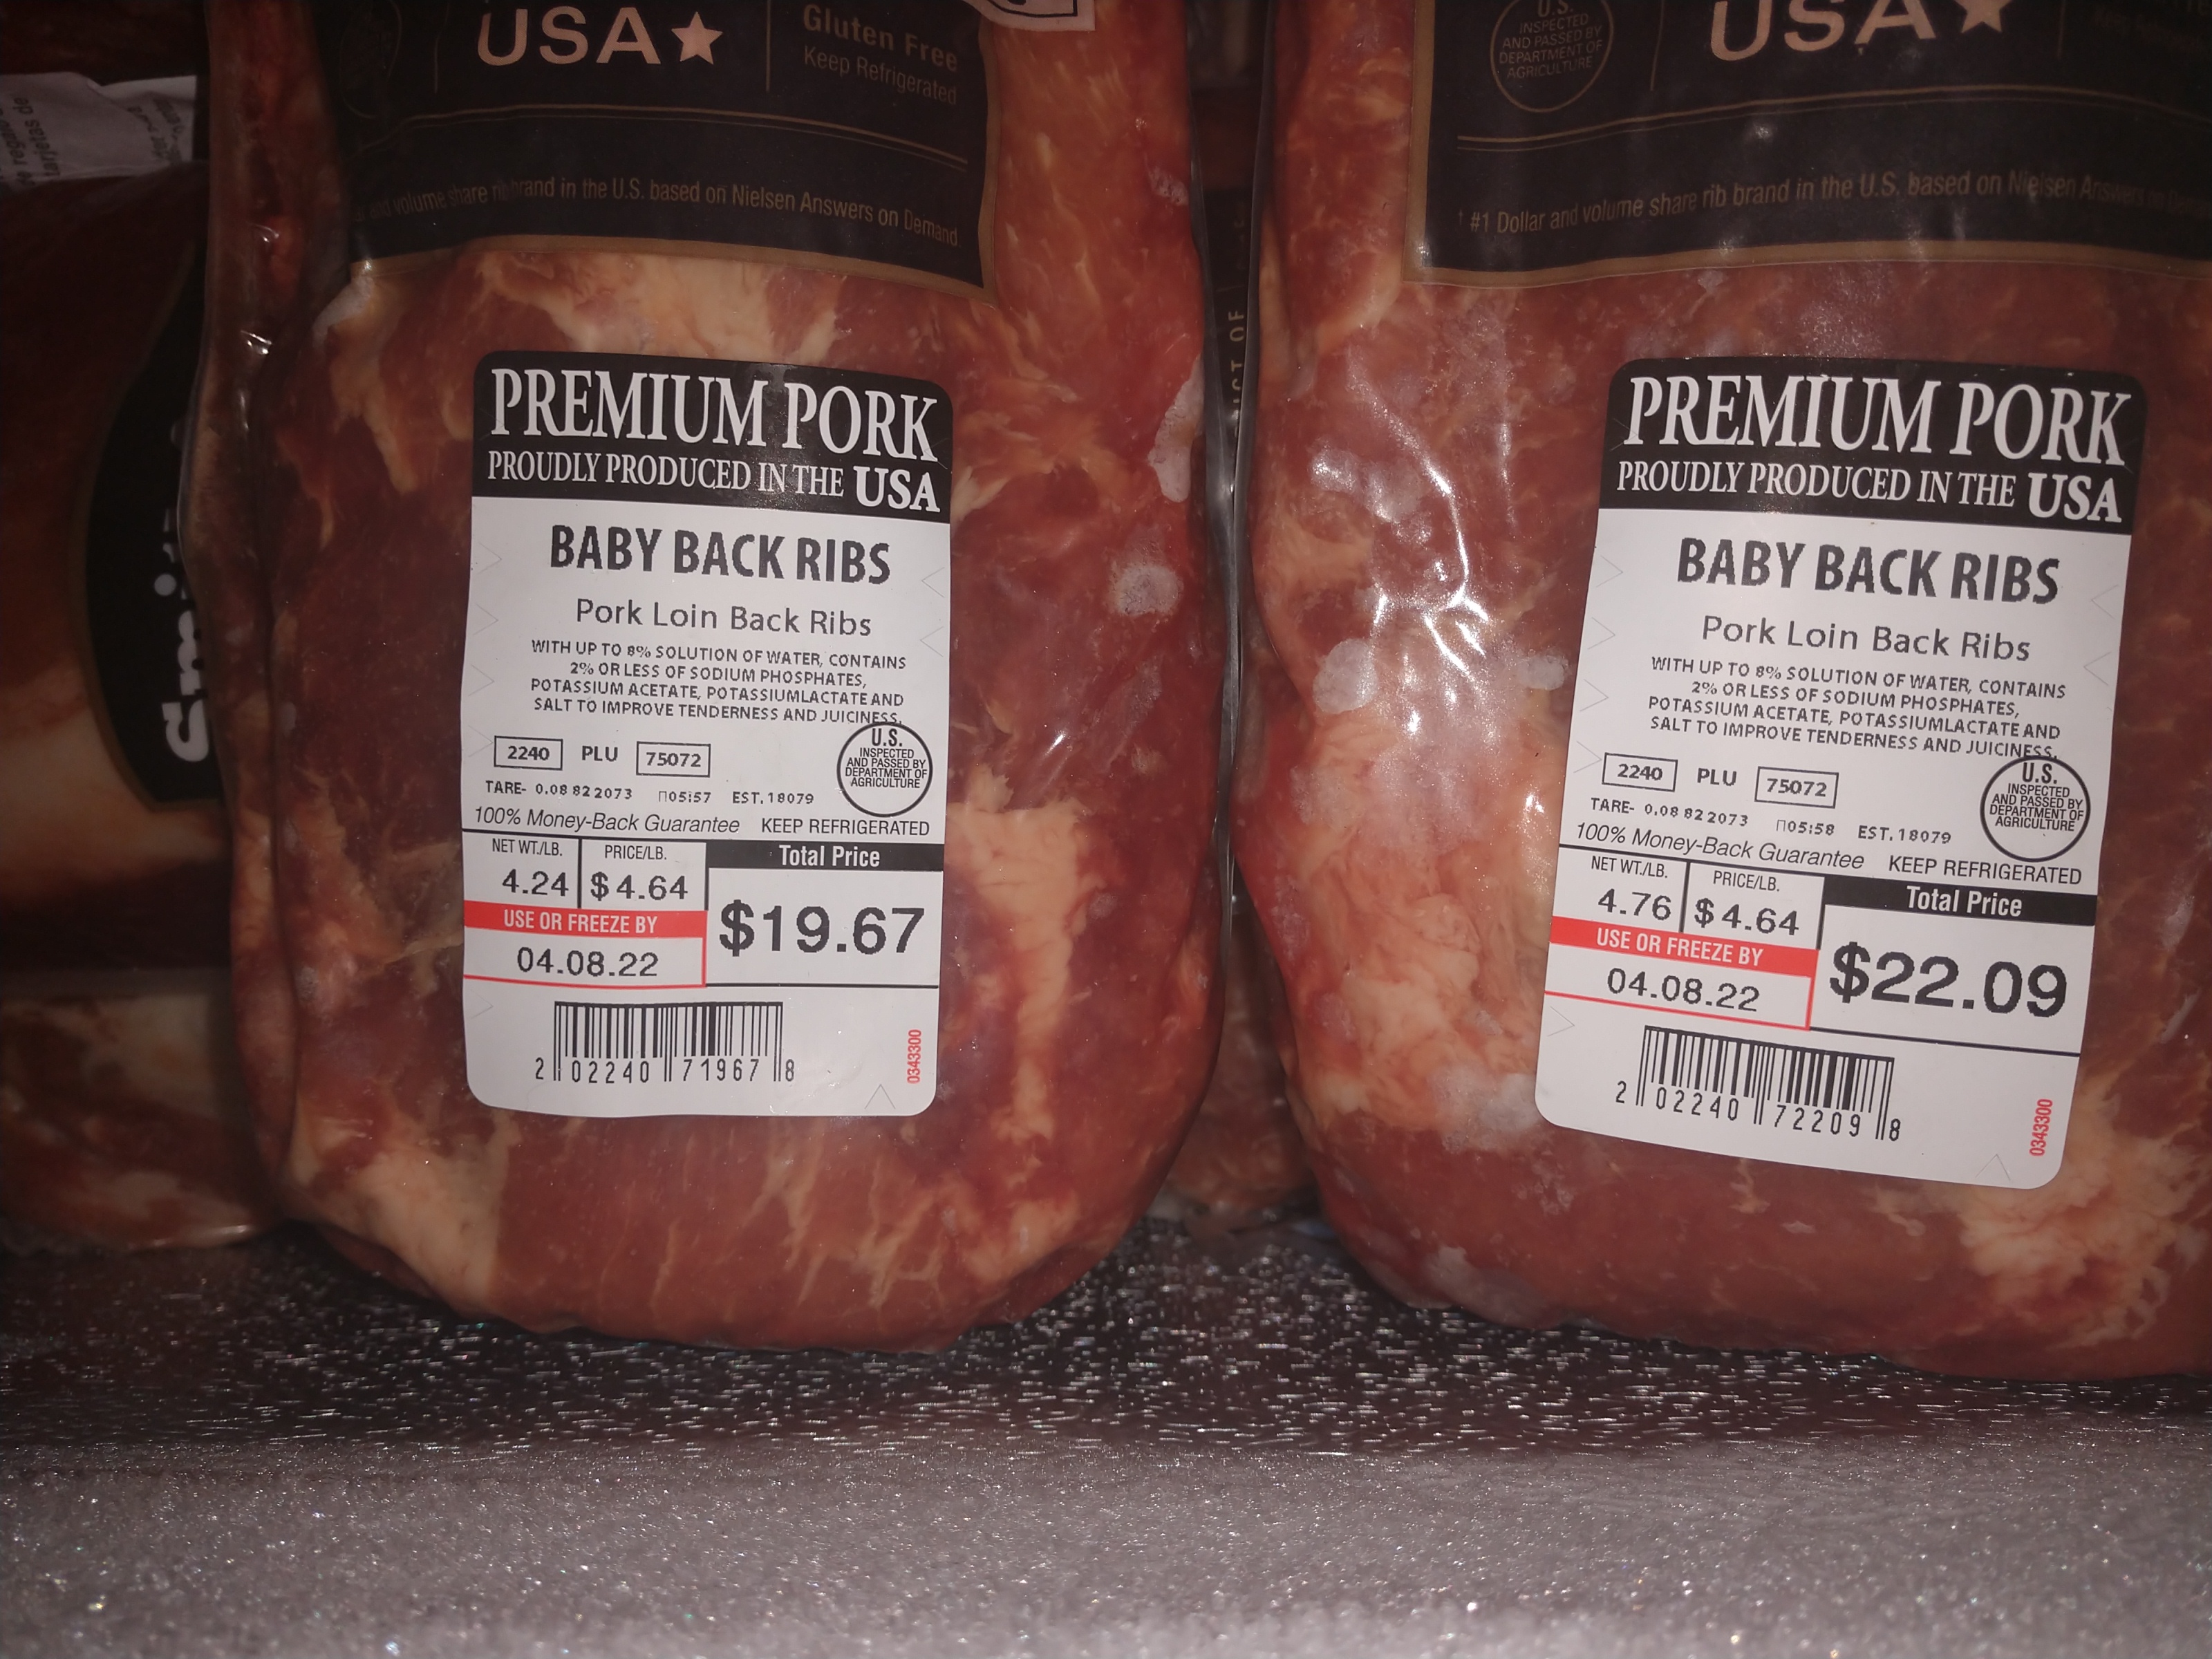 USA★
Gluten Free
Keep Refrigerated
and volume share rib brand in the U.S. based on Nielsen Answers on Demand
PREMIUM PORK
PROUDLY PRODUCED IN THE USA
BABY BACK RIBS
Pork Loin Back Ribs
WITH UP TO 8% SOLUTION OF WATER, CONTAINS
2% OR LESS OF SODIUM PHOSPHATES,
POTASSIUM ACETATE, POTASSIUMLACTATE AND
SALT TO IMPROVE TENDERNESS AND JUICINESS.
2240 PLU 75072
U.S.
INSPECTED
AND PASSED BY
DEPARTMENT OF
AGRICULTURE
TARE- 0.08 82 2073 05:57 EST. 18079
100% Money-Back Guarantee KEEP REFRIGERATED
NET WT./LB. PRICE/LB. Total Price
4.24 $4.64
$19.67
USE OR FREEZE BY
04.08.22
2 02240 71967 8
0343300
U.S.
INSPECTED
AND PASSED BY
DEPARTMENT OF
AGRICULTURE
USA★
† #1 Dollar and volume share rib brand in the U.S. based on Nielsen Answers on
PREMIUM PORK
PROUDLY PRODUCED IN THE USA
BABY BACK RIBS
Pork Loin Back Ribs
WITH UP TO 8% SOLUTION OF WATER, CONTAINS
2% OR LESS OF SODIUM PHOSPHATES,
POTASSIUM ACETATE, POTASSIUMLACTATE AND
SALT TO IMPROVE TENDERNESS AND JUICINESS.
2240 PLU 75072
U.S.
INSPECTED
AND PASSED BY
DEPARTMENT OF
AGRICULTURE
TARE- 0.08 82 2073 05:58 EST. 18079
100% Money-Back Guarantee KEEP REFRIGERATED
NET WT./LB. PRICE/LB. Total Price
4.76 $4.64
$22.09
USE OR FREEZE BY
04.08.22
2 02240 72209 8
0343300
tarjetas de